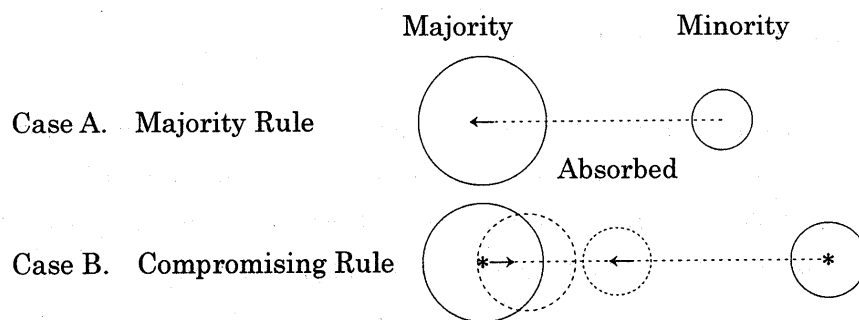 Majority Minority
Case A. Majority Rule
Absorbed
Case B. Compromising Rule
* *